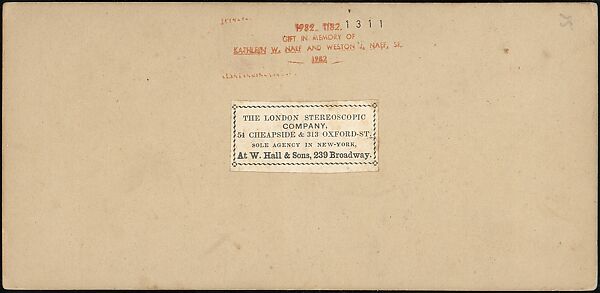 1982. 1182. 1311
GIFT IN MEMORY OF
KATHLEEN W. NAEF AND WESTON J. NAEF, SR.
1982
THE LONDON STEREOSCOPIC
COMPANY,
54 CHEAPSIDE & 313 OXFORD-ST.
SOLE AGENCY IN NEW-YORK,
At W. Hall & Sons, 239 Broadway.